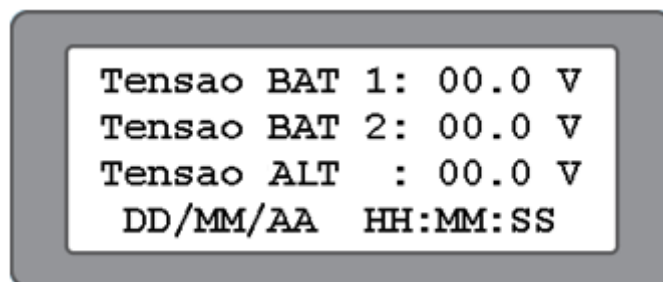 Tensao BAT 1: 00.0 V
Tensao BAT 2: 00.0 V
Tensao ALT  : 00.0 V
DD/MM/AA  HH:MM:SS